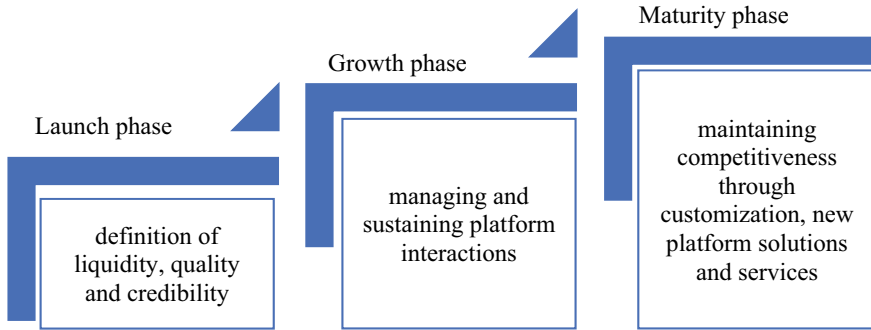 Launch phase
definition of
liquidity, quality
and credibility
Growth phase
managing and
sustaining platform
interactions
Maturity phase
maintaining
competitiveness
through
customization, new
platform solutions
and services